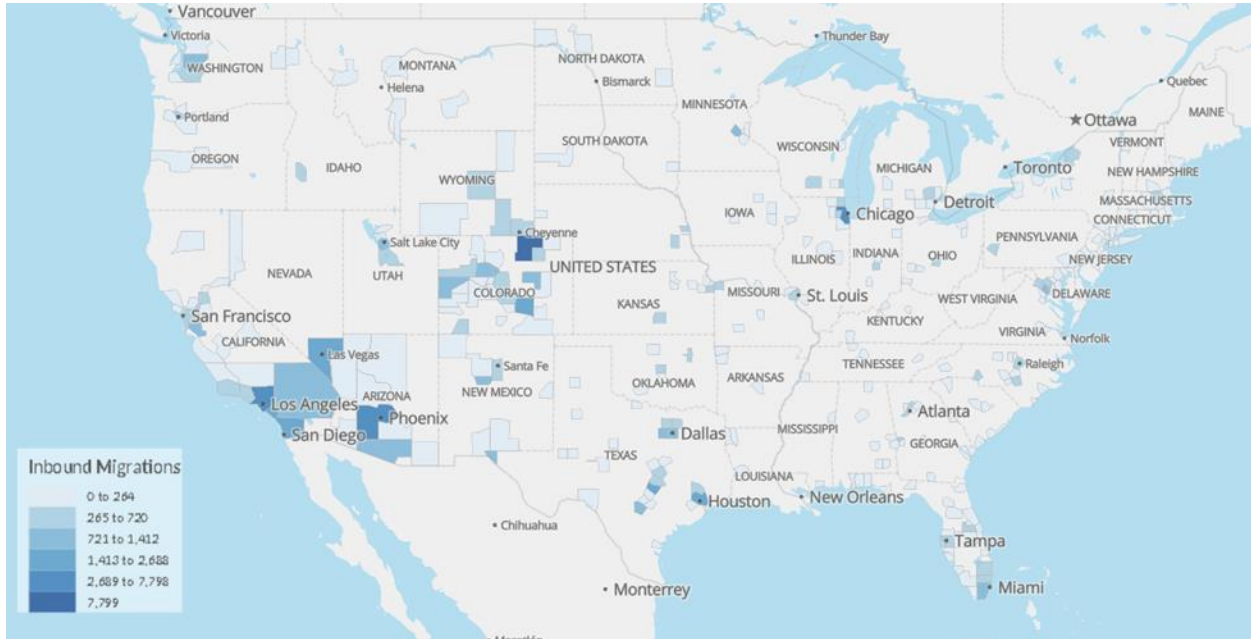 Vancouver
Victoria
WASHINGTON
Portland
OREGON
IDAHO
MONTANA
Helena
NORTH DAKOTA
Bismarck
SOUTH DAKOTA
MINNESOTA
Thunder Bay
WISCONSIN
MICHIGAN
Ottawa
Quebec
MAINE
VERMONT
NEW HAMPSHIRE
MASSACHUSETTS
CONNECTICUT
Toronto
Detroit
WYOMING
Cheyenne
IOWA
Chicago
Salt Lake City
NEVADA
UTAH
COLORADO
UNITED STATES
KANSAS
MISSOURI
ILLINOIS
INDIANA
OHIO
PENNSYLVANIA
NEW JERSEY
DELAWARE
WEST VIRGINIA
VIRGINIA
Norfolk
St. Louis
KENTUCKY
San Francisco
CALIFORNIA
Las Vegas
Los Angeles
San Diego
ARIZONA
Phoenix
Santa Fe
NEW MEXICO
OKLAHOMA
ARKANSAS
TENNESSEE
Raleigh
Atlanta
GEORGIA
MISSISSIPPI
Dallas
TEXAS
LOUISIANA
Houston
New Orleans
Tampa
Miami
Chihuahua
Monterrey
Mazatlán
Inbound Migrations
0 to 264
265 to 720
721 to 1,412
1,413 to 2,688
2,689 to 7,798
7,799